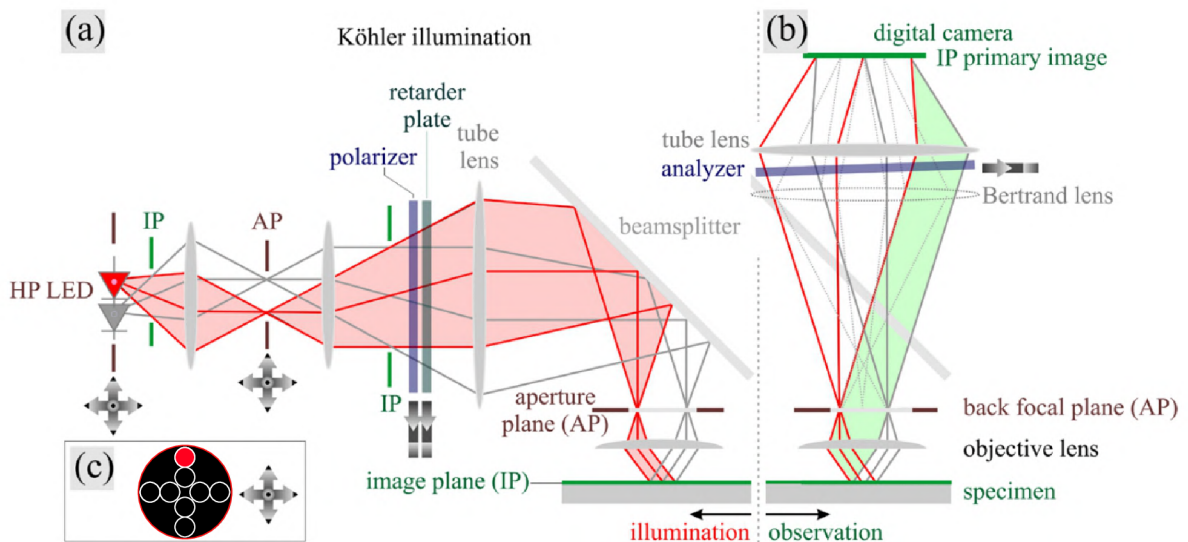 (a)
Köhler illumination
retarder
plate
tube
lens
polarizer
IP
AP
HP LED
beamsplitter
IP
aperture
plane (AP)
image plane (IP)
illumination
(b)
digital camera
IP primary image
tube lens
analyzer
Bertrand lens
back focal plane (AP)
objective lens
specimen
observation
(c)